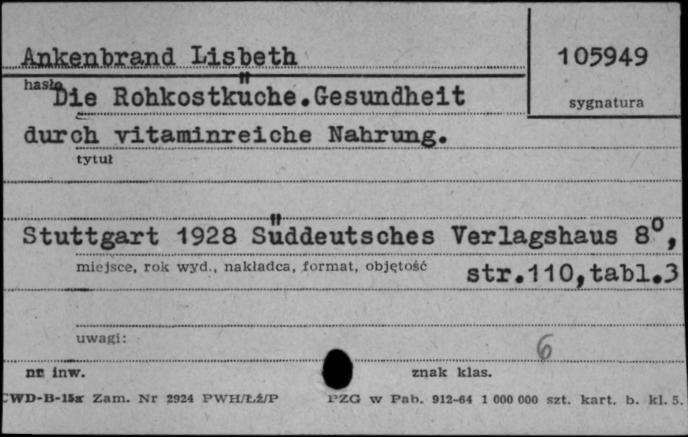 Ankenbrand Lisbeth
105949
hasło
Die Rohkostküche.Gesundheit
sygnatura
durch vitaminreiche Nahrung.
tytuł
Stuttgart 1928 Süddeutsches Verlagshaus 8⁰,
miejsce, rok wyd., nakładca, format, objętość
str.110,tabl.3
uwagi:
6
nr inw.
znak klas.
CWD-B-15a Zam. Nr 2924 PWH/ŁŻ/P PZG w Pab. 912-64 1 000 000 szt. kart. b. kl. 5.